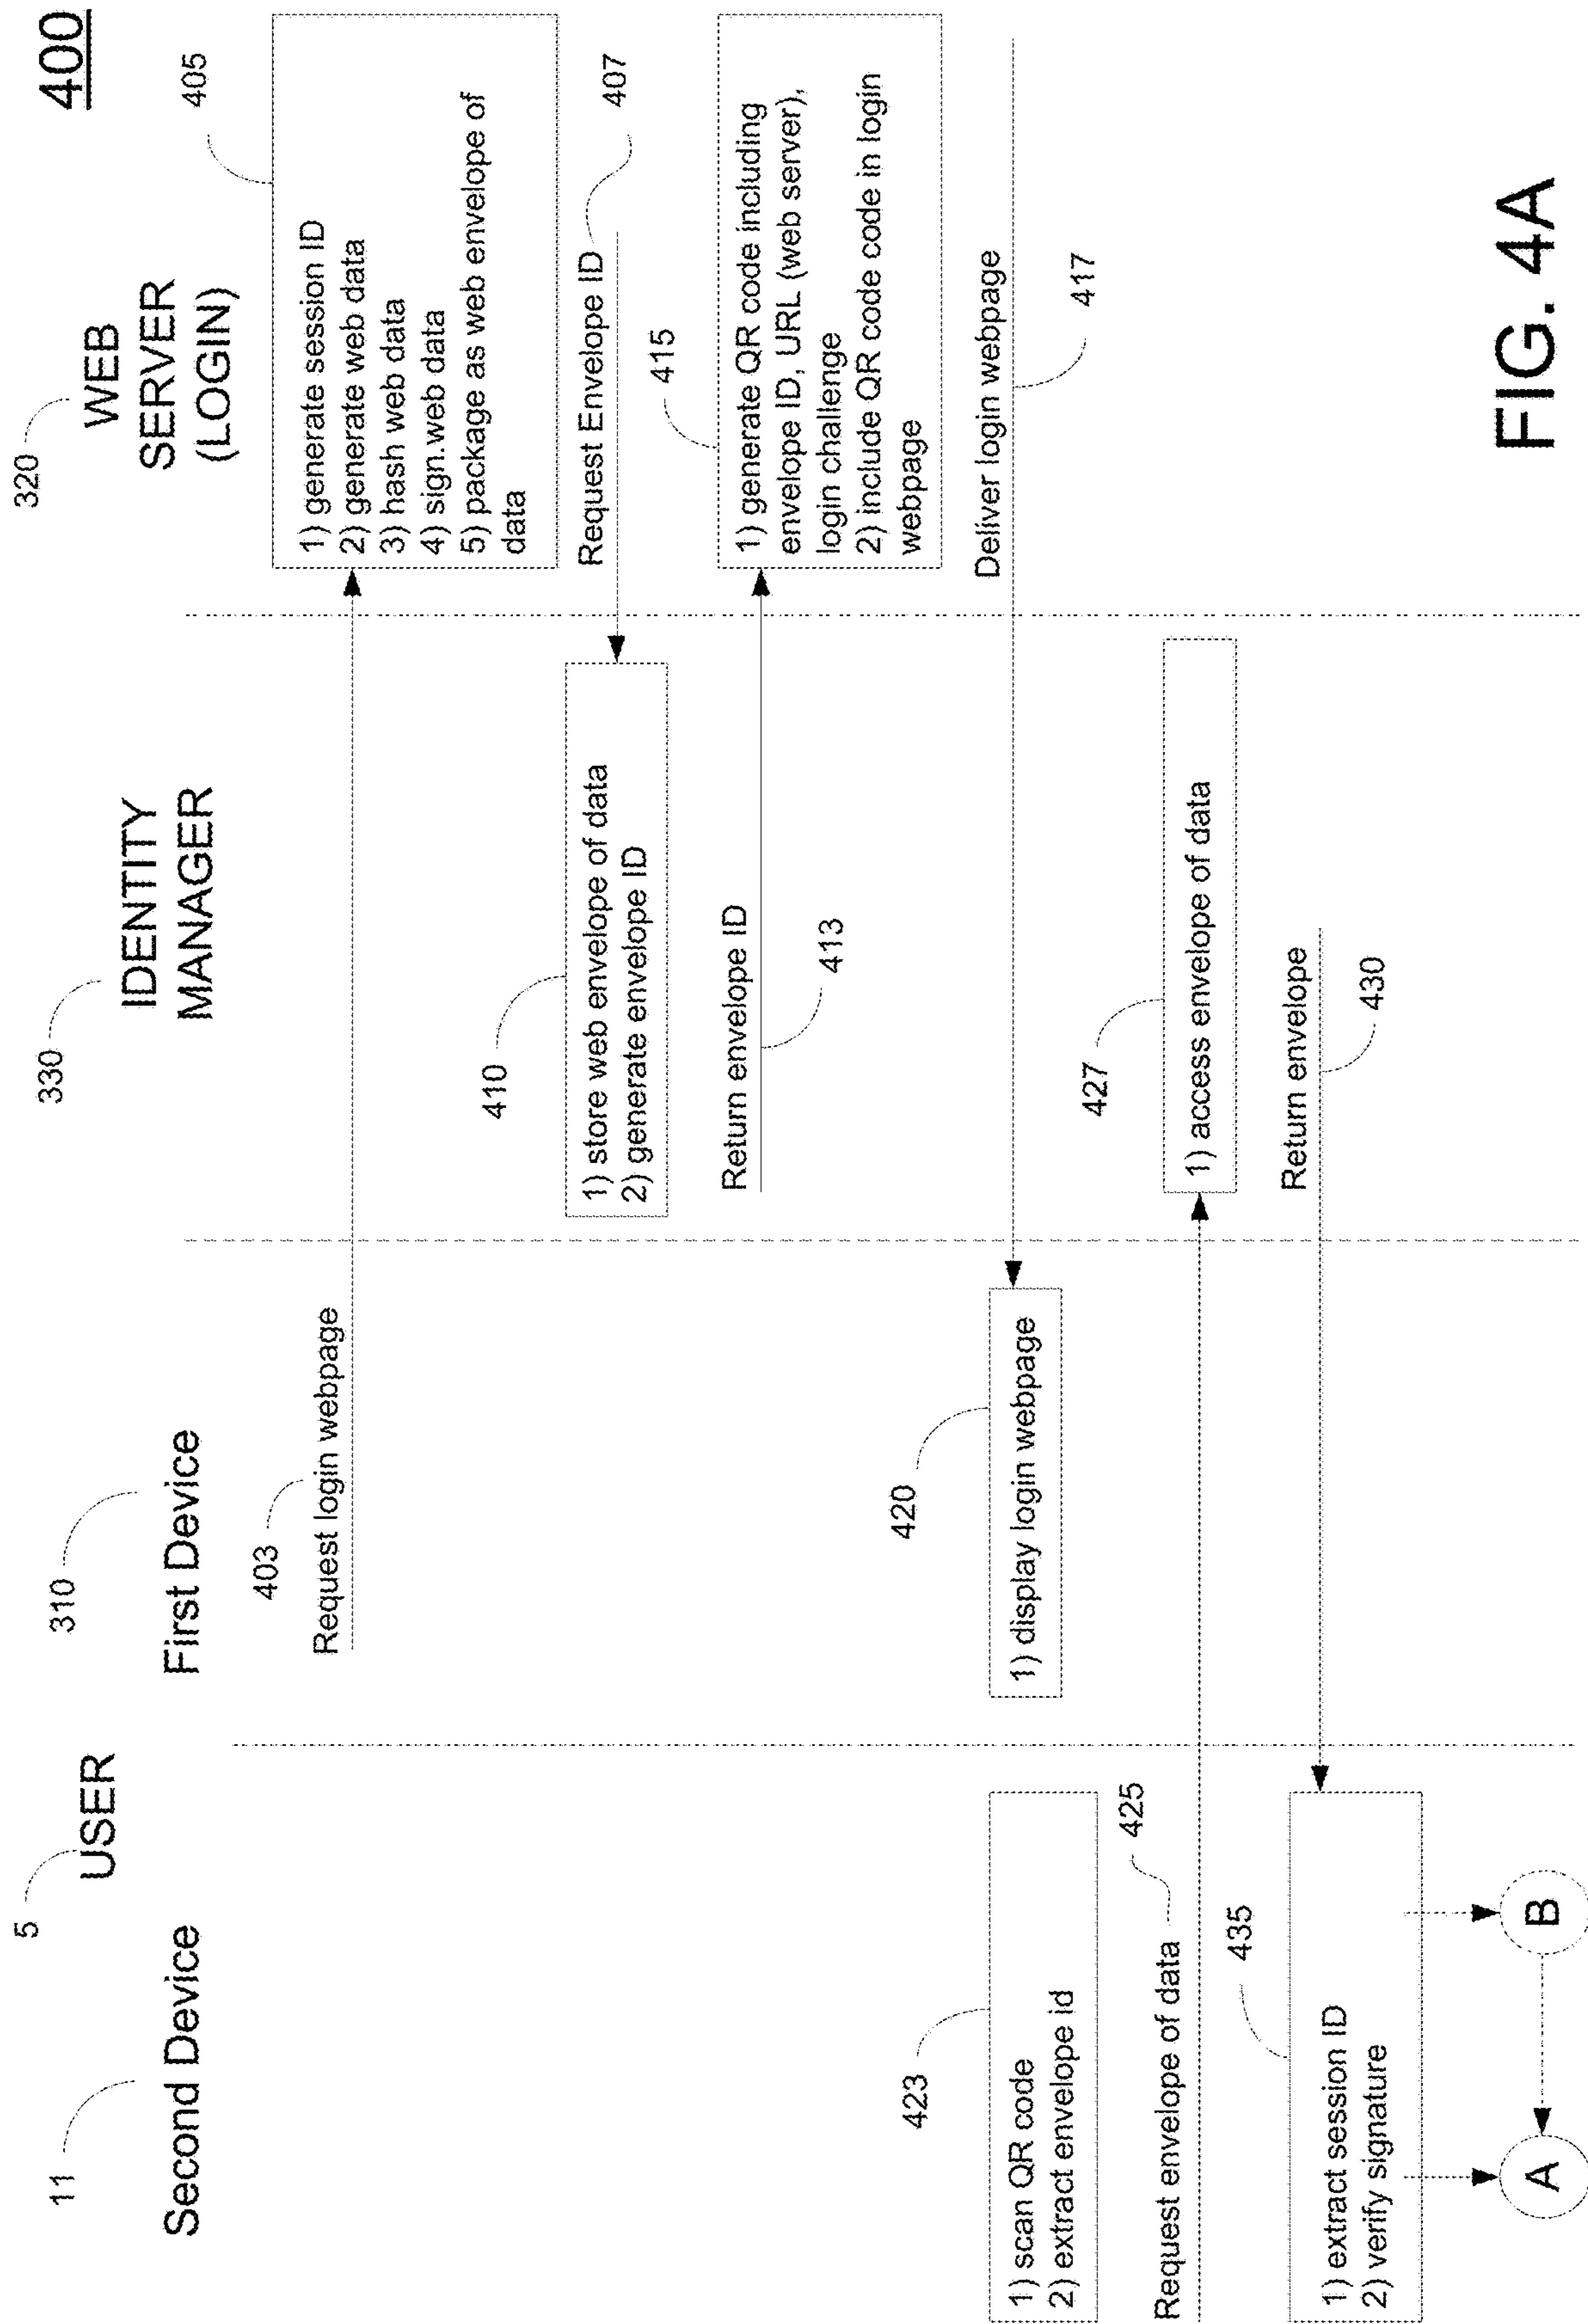 400
11
Second Device
5
USER
310
First Device
330
IDENTITY
MANAGER
320
WEB
SERVER
(LOGIN)
403
Request login webpage
405
1) generate session ID
2) generate web data
3) hash web data
4) sign.web data
5) package as web envelope of
data
Request Envelope ID
407
410
1) store web envelope of data
2) generate envelope ID
Return envelope ID
413
415
1) generate QR code including
envelope ID, URL (web server),
login challenge
2) include QR code code in login
webpage
Deliver login webpage
417
420
1) display login webpage
423
1) scan QR code
2) extract envelope id
Request envelope of data
425
427
1) access envelope of data
Return envelope
430
435
1) extract session ID
2) verify signature
A
B
FIG. 4A